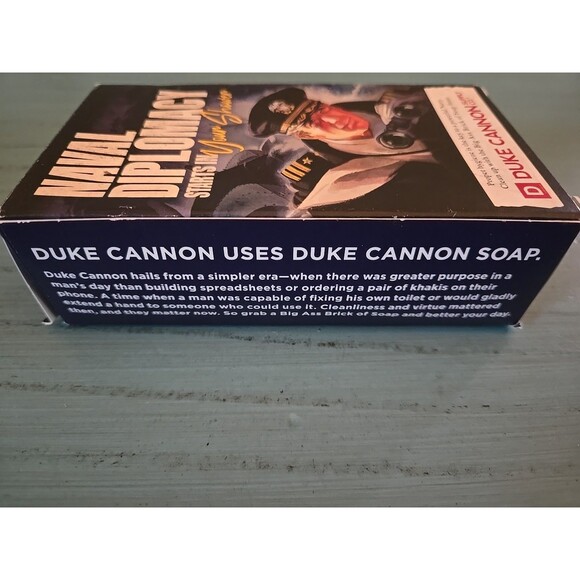 NAVAL
DIPLOMACY
STARTS IN Your Shower
DUKE CANNON
DUKE CANNON USES DUKE CANNON SOAP.
Duke Cannon hails from a simpler era—when there was greater purpose in a
man's day than building spreadsheets or ordering a pair of khakis on their
phone. A time when a man was capable of fixing his own toilet or would gladly
extend a hand to someone who could use it. Cleanliness and virtue mattered
then, and they matter now. So grab a Big Ass Brick of Soap and better your day.